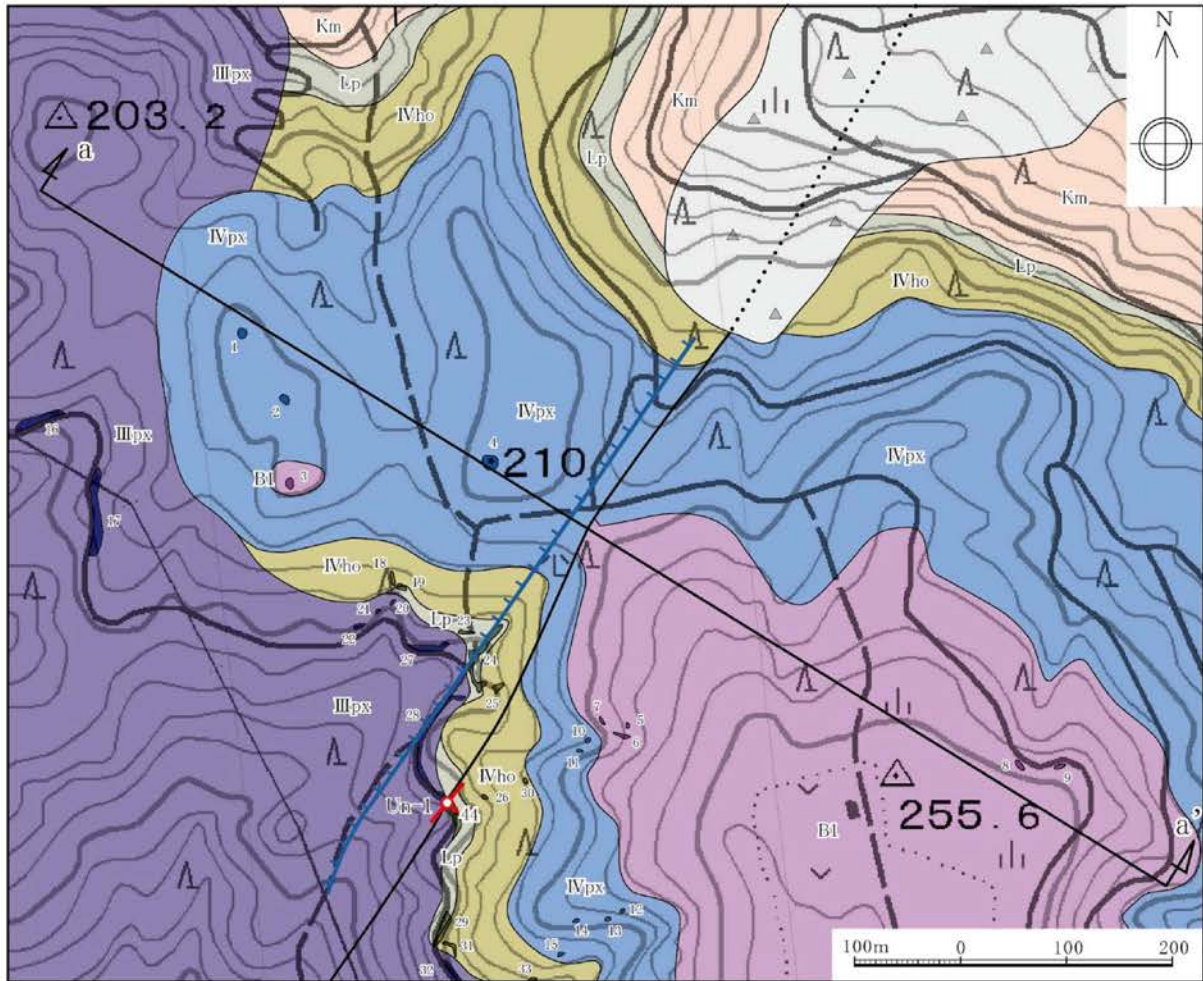 Km
N
Ⅲpx
Lp
△ 203.2
Ⅳho
a
Km
Lp
Km
Ⅳpx
Lp
Ⅳho
1
2
Ⅳpx
4
210
16
Ⅲpx
B1
3
Ⅳpx
17
Ⅳho
18
19
21
20
22
Lp
23
27
24
25
Ⅲpx
28
7
5
6
10
11
Ⅳho
30
26
8
9
Un-1
44
255.6
a'
B1
Lp
Ⅳpx
12
14
13
29
31
15
32
33
100m 0 100 200